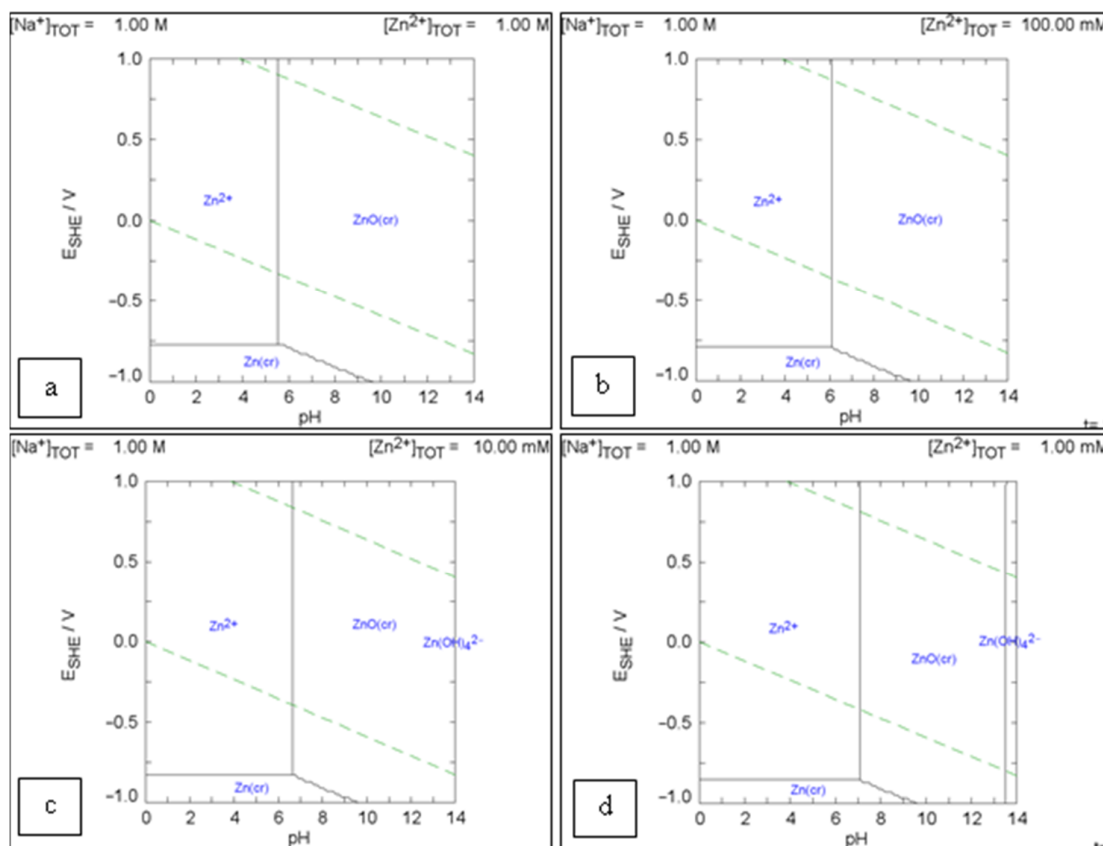 [Na⁺]TOT = 1.00 M [Zn²⁺]TOT = 1.00 M
1.0
0.5
0.0
−0.5
−1.0
ESHE / V
Zn²⁺
ZnO(cr)
Zn(cr)
0 2 4 6 8 10 12 14
pH
a
[Na⁺]TOT = 1.00 M [Zn²⁺]TOT = 100.00 mM
1.0
0.5
0.0
−0.5
−1.0
ESHE / V
Zn²⁺
ZnO(cr)
Zn(cr)
0 2 4 6 8 10 12 14
pH
t=
b
[Na⁺]TOT = 1.00 M [Zn²⁺]TOT = 10.00 mM
1.0
0.5
0.0
−0.5
−1.0
ESHE / V
Zn²⁺
ZnO(cr)
Zn(OH)₄²⁻
Zn(cr)
0 2 4 6 8 10 12 14
pH
c
[Na⁺]TOT = 1.00 M [Zn²⁺]TOT = 1.00 mM
1.0
0.5
0.0
−0.5
−1.0
ESHE / V
Zn²⁺
Zn(OH)₄²⁻
ZnO(cr)
Zn(cr)
0 2 4 6 8 10 12 14
pH
d